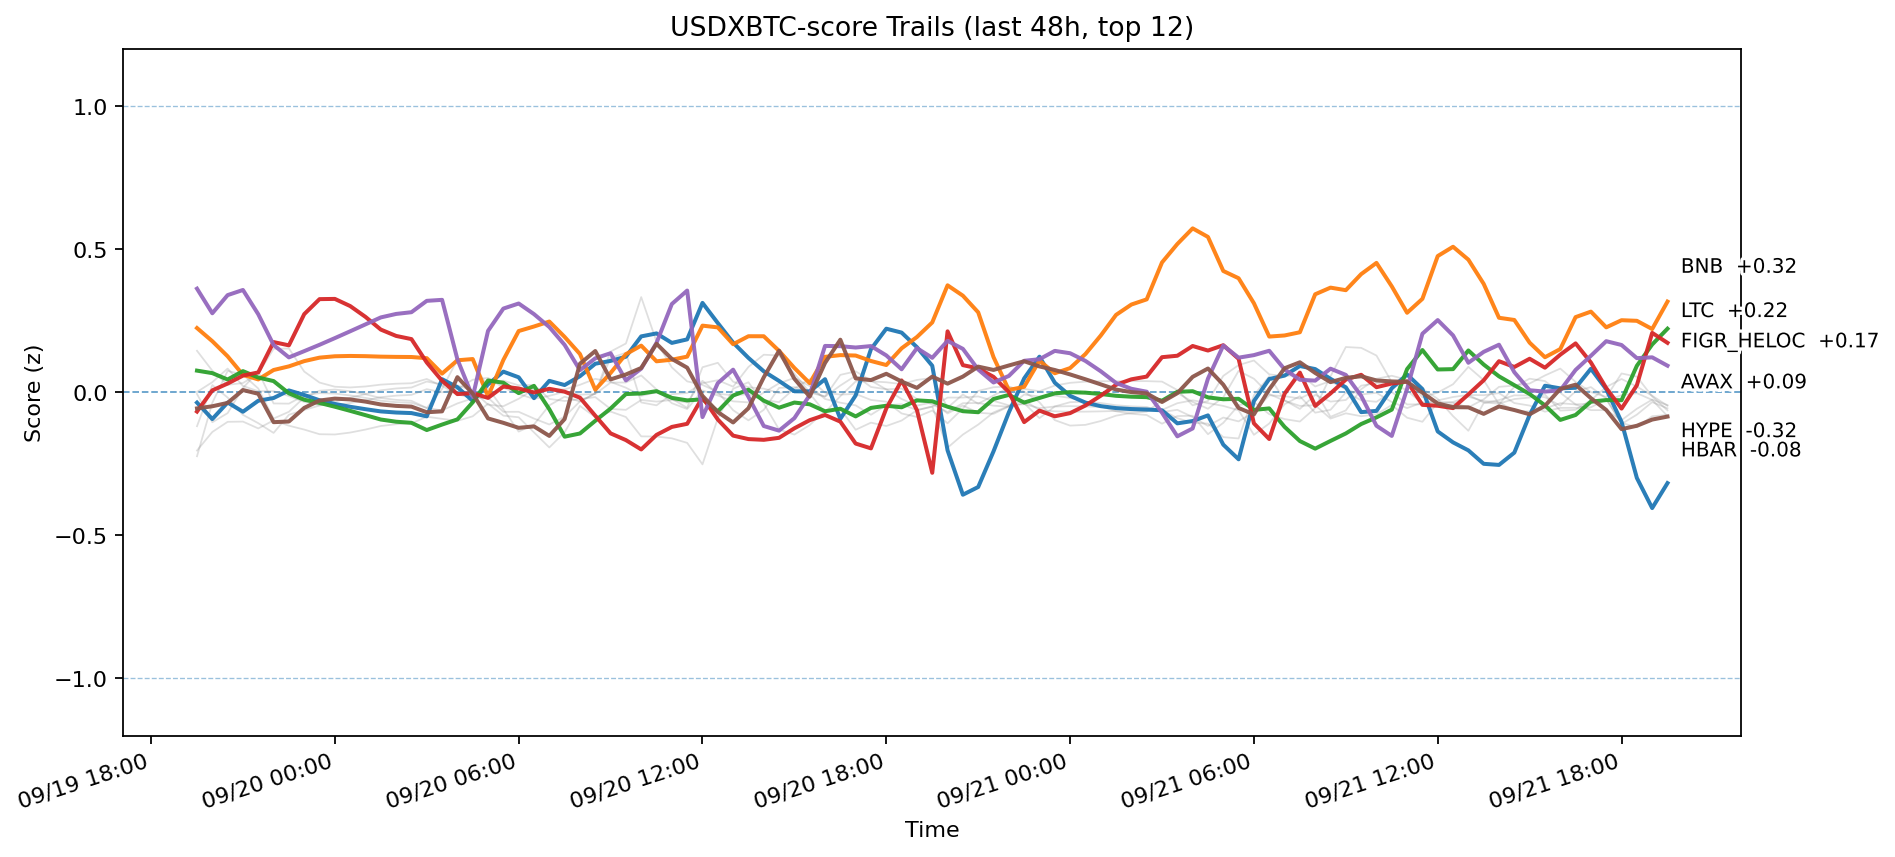 USDXBTC-score Trails (last 48h, top 12)
Score (z)
1.0
0.5
0.0
−0.5
−1.0
BNB +0.32
LTC +0.22
FIGR_HELOC +0.17
AVAX +0.09
HYPE -0.32
HBAR -0.08
09/19 18:00
09/20 00:00
09/20 06:00
09/20 12:00
09/20 18:00
09/21 00:00
09/21 06:00
09/21 12:00
09/21 18:00
Time